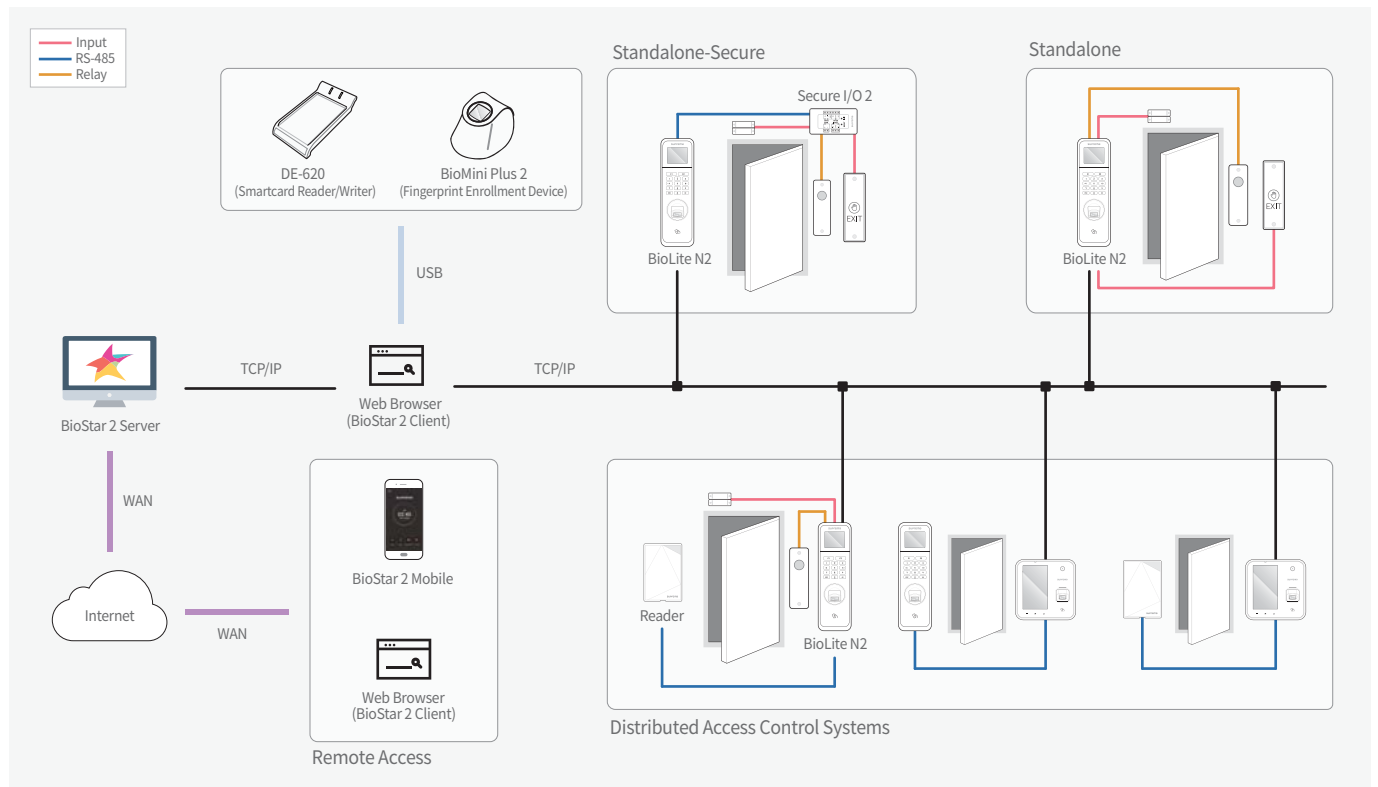 Input
RS-485
Relay
Standalone-Secure
Standalone
Secure I/O 2
DE-620
(Smartcard Reader/Writer)
BioMini Plus 2
(Fingerprint Enrollment Device)
EXIT
EXIT
BioLite N2
BioLite N2
USB
TCP/IP
TCP/IP
BioStar 2 Server
Web Browser
(BioStar 2 Client)
WAN
BioStar 2 Mobile
Internet
WAN
Reader
BioLite N2
Web Browser
(BioStar 2 Client)
Distributed Access Control Systems
Remote Access